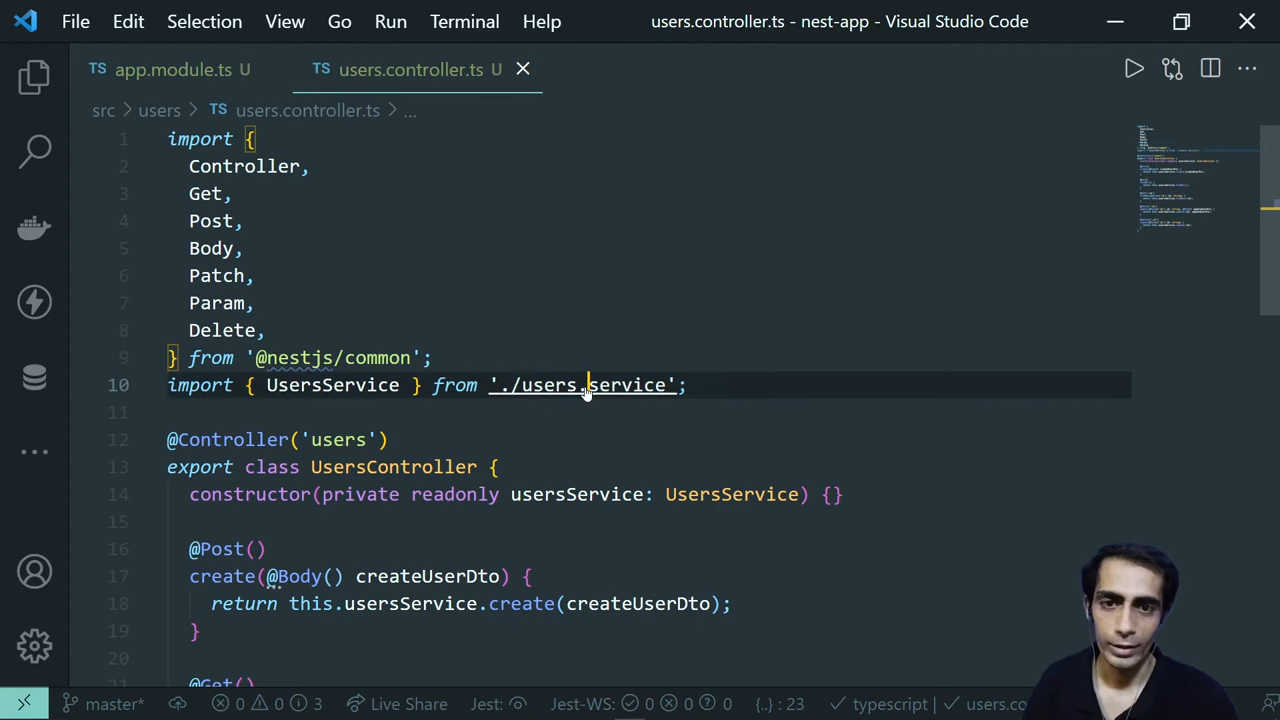 File Edit Selection View Go Run Terminal Help users.controller.ts - nest-app - Visual Studio Code
TS app.module.ts U TS users.controller.ts U
src > users > TS users.controller.ts > ...
1 import {
2 Controller,
3 Get,
4 Post,
5 Body,
6 Patch,
7 Param,
8 Delete,
9 } from '@nestjs/common';
10 import { UsersService } from './users.service';
11
12 @Controller('users')
13 export class UsersController {
14 constructor(private readonly usersService: UsersService) {}
15
16 @Post()
17 create(@Body() createUserDto) {
18 return this.usersService.create(createUserDto);
19 }
20
@Get()
master* 0 0 3 Live Share Jest: Jest-WS: 0 0 0 {..} : 23 typescript | users.co